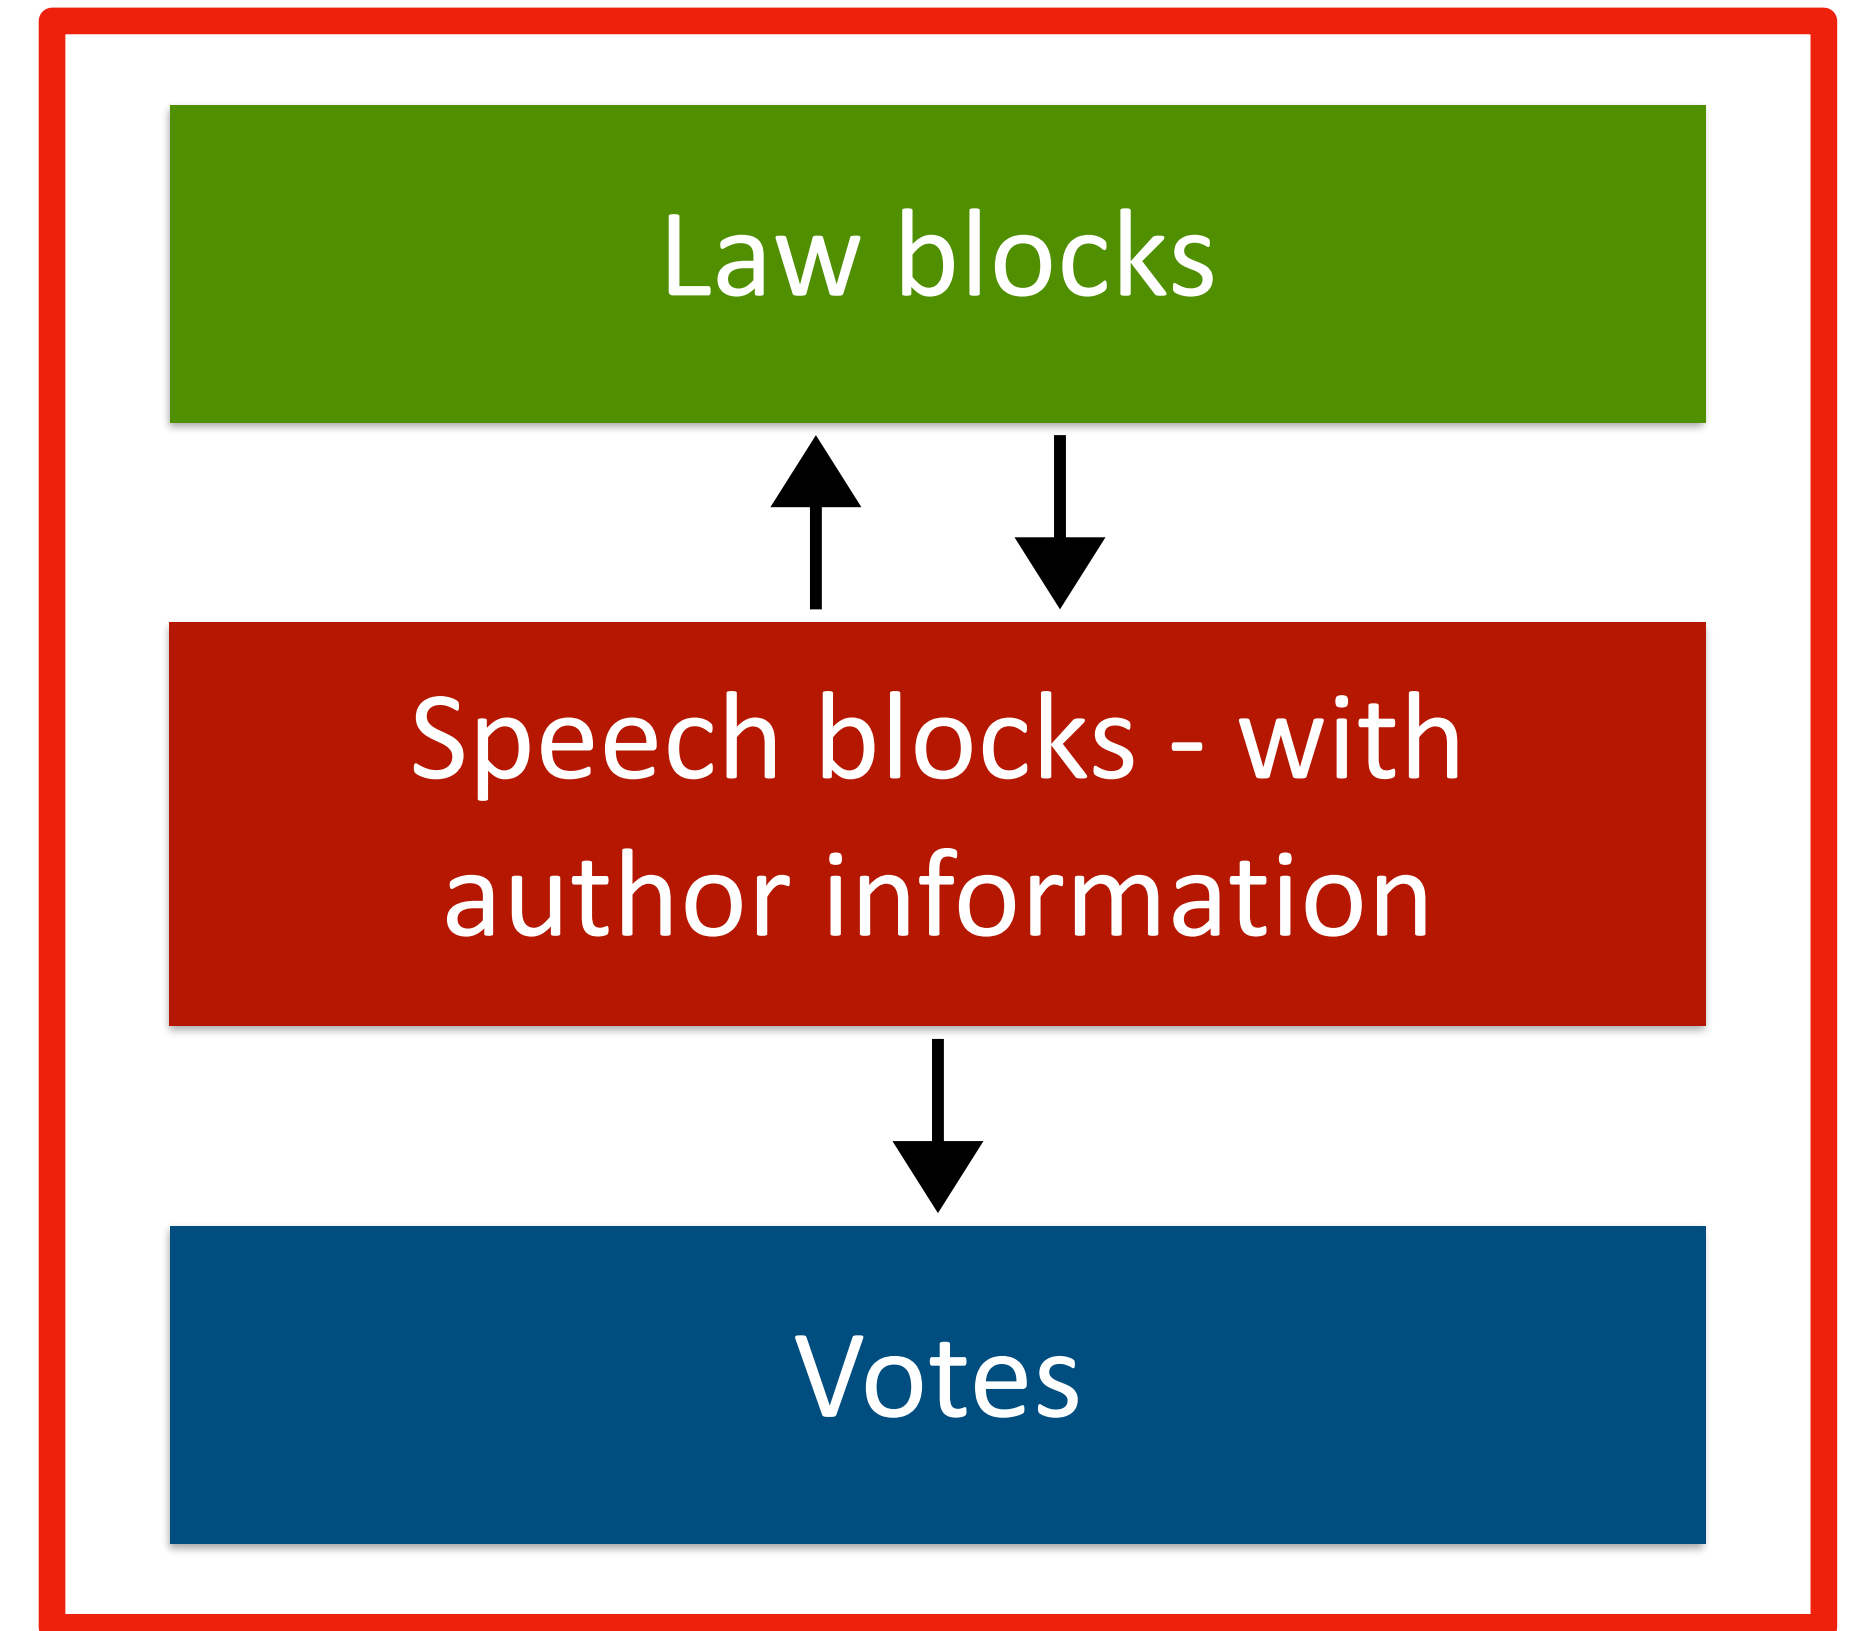 Law blocks
Speech blocks - with
author information
Votes